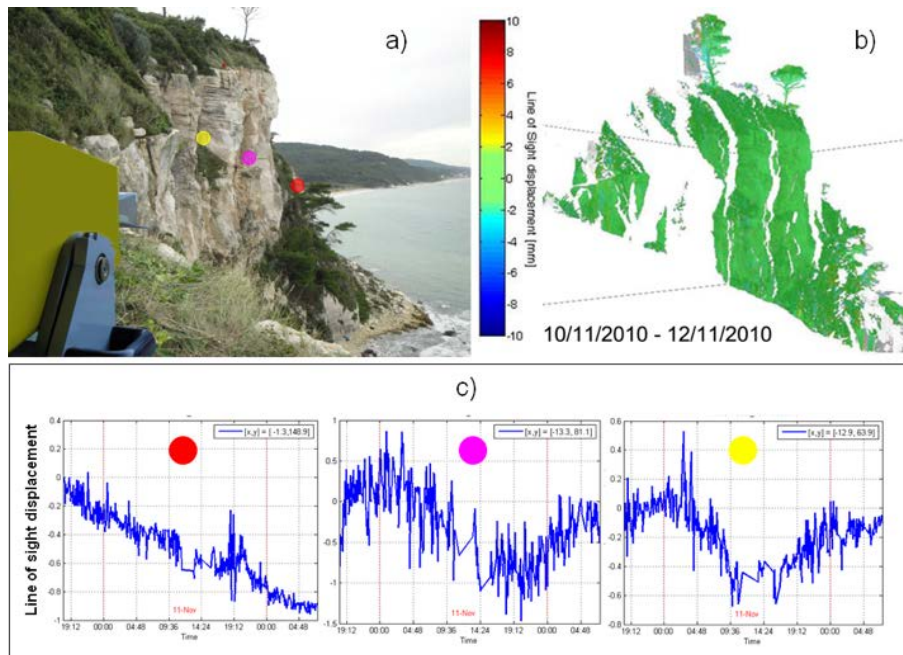 a)
10
8
6
4
2
0
-2
-4
-6
-8
-10
Line of Sight displacement [mm]
b)
10/11/2010 - 12/11/2010
c)
Line of sight displacement
0.4
0.2
0
-0.2
-0.4
-0.6
-0.8
-1
[x,y] = [ -1.3,148.9]
11-Nov
19:12 00:00 04:48 09:36 14:24 19:12 00:00 04:48
Time
1
0.5
0
-0.5
-1
-1.5
[x,y] = [-13.3, 81.1]
11-Nov
19:12 00:00 04:48 09:36 14:24 19:12 00:00 04:48
Time
0.6
0.4
0.2
0
-0.2
-0.4
-0.6
-0.8
[x,y] = [-12.9, 63.9]
11-Nov
19:12 00:00 04:48 09:36 14:24 19:12 00:00 04:48
Time